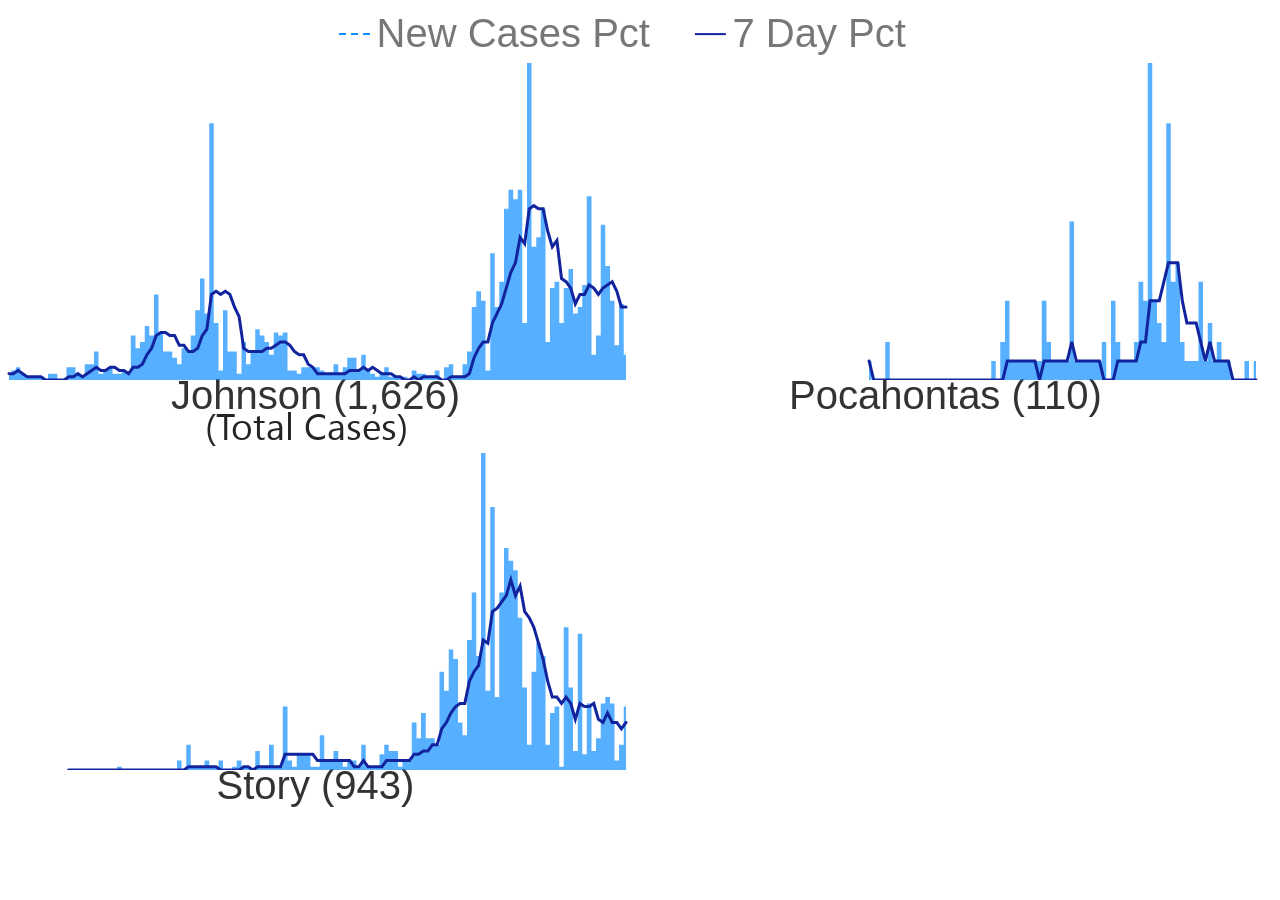 New Cases Pct 7 Day Pct
Johnson (1,626) Pocahontas (110)
(Total Cases)
Story (943)